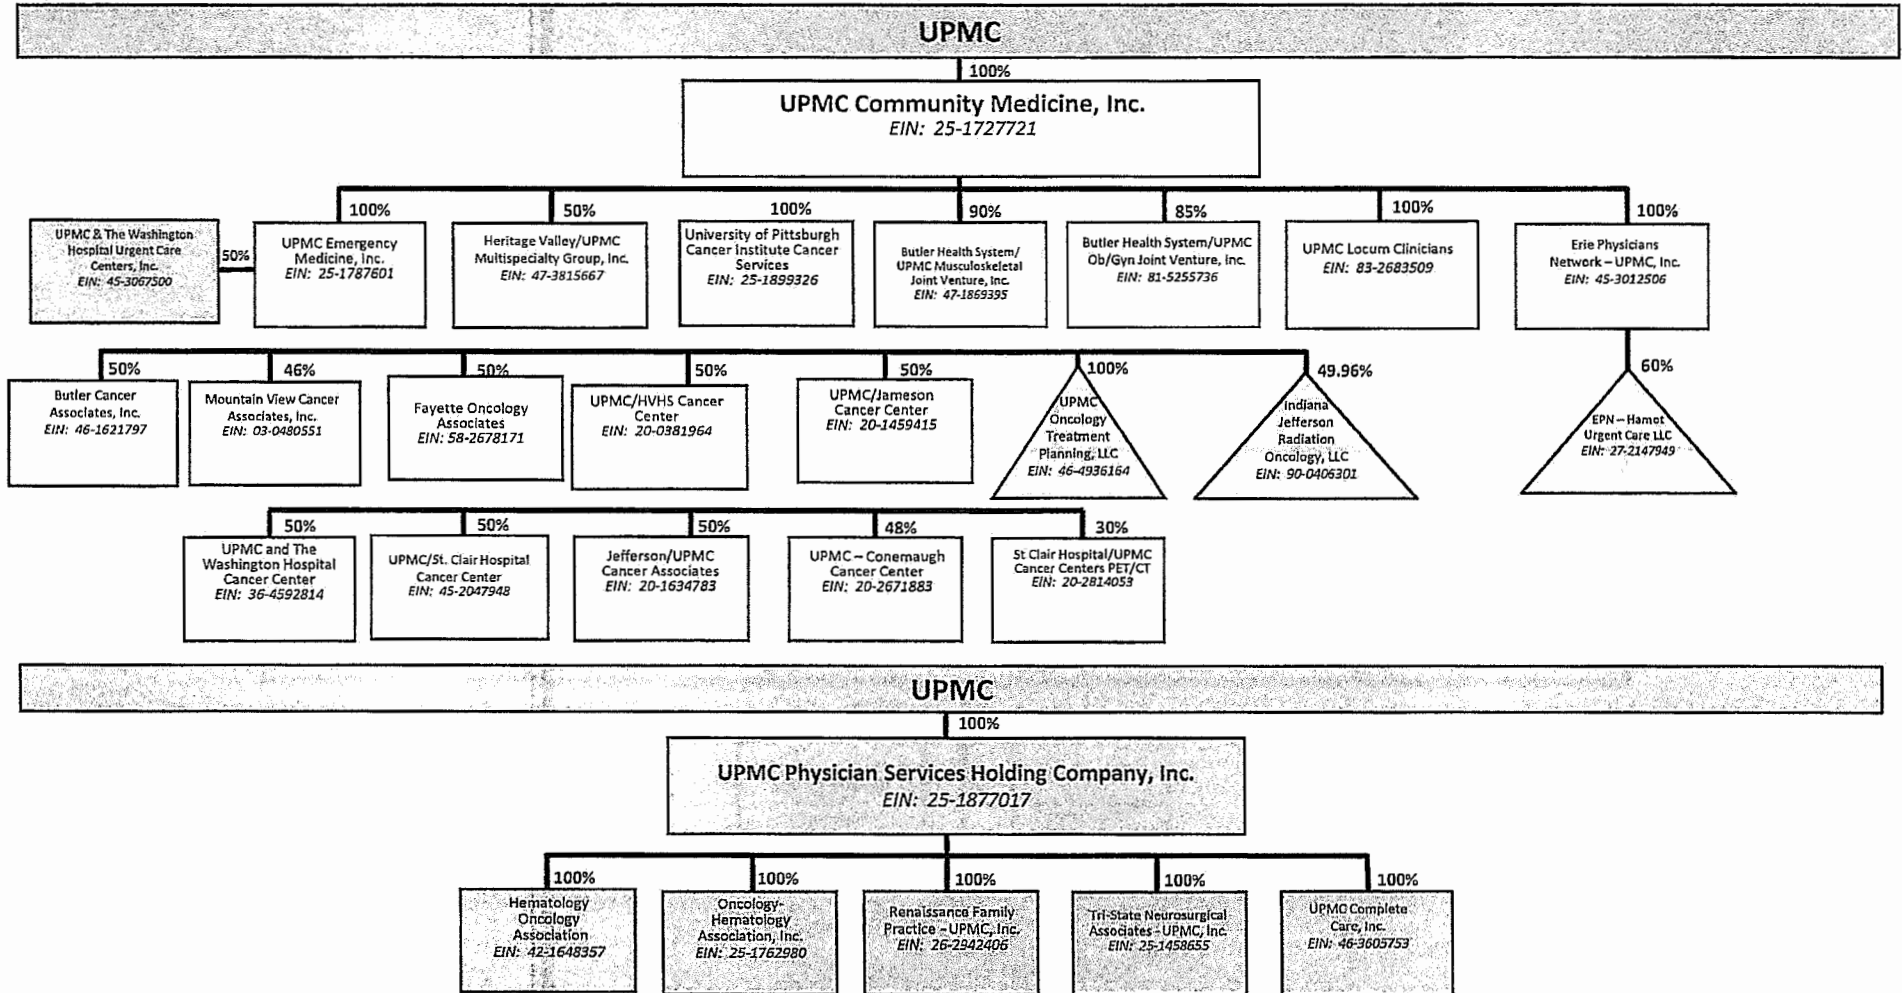 UPMC
100%
UPMC Community Medicine, Inc.
EIN: 25-1727721
UPMC & The Washington
Hospital Urgent Care
Centers, Inc.
EIN: 45-3067500
50%
100%
UPMC Emergency
Medicine, Inc.
EIN: 25-1787601
50%
Heritage Valley/UPMC
Multispecialty Group, Inc.
EIN: 47-3815667
100%
University of Pittsburgh
Cancer Institute Cancer
Services
EIN: 25-1899326
90%
Butler Health System/
UPMC Musculoskeletal
Joint Venture, Inc.
EIN: 47-1869395
85%
Butler Health System/UPMC
Ob/Gyn Joint Venture, Inc.
EIN: 81-5255736
100%
UPMC Locum Clinicians
EIN: 83-2683509
100%
Erie Physicians
Network – UPMC, Inc.
EIN: 45-3012506
50%
Butler Cancer
Associates, Inc.
EIN: 46-1621797
46%
Mountain View Cancer
Associates, Inc.
EIN: 03-0480551
50%
Fayette Oncology
Associates
EIN: 58-2678171
50%
UPMC/HVHS Cancer
Center
EIN: 20-0381964
50%
UPMC/Jameson
Cancer Center
EIN: 20-1459415
100%
UPMC
Oncology
Treatment
Planning, LLC
EIN: 46-4936164
49.96%
Indiana
Jefferson
Radiation
Oncology, LLC
EIN: 90-0406301
60%
EPN – Hamot
Urgent Care LLC
EIN: 27-2147949
50%
UPMC and The
Washington Hospital
Cancer Center
EIN: 36-4592814
50%
UPMC/St. Clair Hospital
Cancer Center
EIN: 45-2047948
50%
Jefferson/UPMC
Cancer Associates
EIN: 20-1634783
48%
UPMC – Conemaugh
Cancer Center
EIN: 20-2671883
30%
St Clair Hospital/UPMC
Cancer Centers PET/CT
EIN: 20-2814053
UPMC
100%
UPMC Physician Services Holding Company, Inc.
EIN: 25-1877017
100%
Hematology
Oncology
Association
EIN: 42-1648357
100%
Oncology-
Hematology
Association, Inc.
EIN: 25-1762980
100%
Renaissance Family
Practice – UPMC, Inc.
EIN: 26-2942406
100%
Tri-State Neurosurgical
Associates - UPMC, Inc.
EIN: 25-1458655
100%
UPMC Complete
Care, Inc.
EIN: 46-3605753